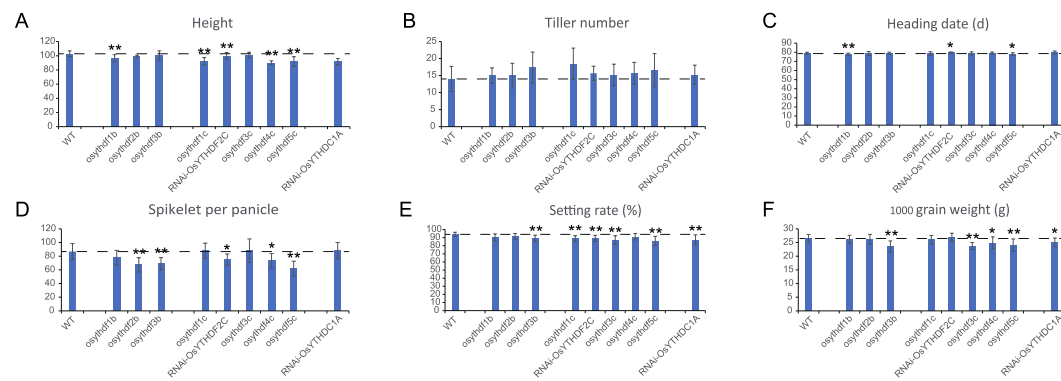 A
Height
120
100
80
60
40
20
0
**
**
**
**
**
WT
osythdf1b
osythdf2b
osythdf3b
osythdf1c
RNAi-OsYTHDF2C
osythdf3c
osythdf4c
osythdf5c
RNAi-OsYTHDC1A
B
Tiller number
25
20
15
10
5
0
WT
osythdf1b
osythdf2b
osythdf3b
osythdf1c
RNAi-OsYTHDF2C
osythdf3c
osythdf4c
osythdf5c
RNAi-OsYTHDC1A
C
Heading date (d)
90
80
70
60
50
40
30
20
10
0
**
*
*
WT
osythdf1b
osythdf2b
osythdf3b
osythdf1c
RNAi-OsYTHDF2C
osythdf3c
osythdf4c
osythdf5c
RNAi-OsYTHDC1A
D
Spikelet per panicle
120
100
80
60
40
20
0
**
**
*
*
**
WT
osythdf1b
osythdf2b
osythdf3b
osythdf1c
RNAi-OsYTHDF2C
osythdf3c
osythdf4c
osythdf5c
RNAi-OsYTHDC1A
E
Setting rate (%)
100
90
80
70
60
50
40
30
20
10
0
**
**
**
**
**
**
WT
osythdf1b
osythdf2b
osythdf3b
osythdf1c
RNAi-OsYTHDF2C
osythdf3c
osythdf4c
osythdf5c
RNAi-OsYTHDC1A
F
1000 grain weight (g)
30
25
20
15
10
5
0
**
**
*
**
*
WT
osythdf1b
osythdf2b
osythdf3b
osythdf1c
RNAi-OsYTHDF2C
osythdf3c
osythdf4c
osythdf5c
RNAi-OsYTHDC1A